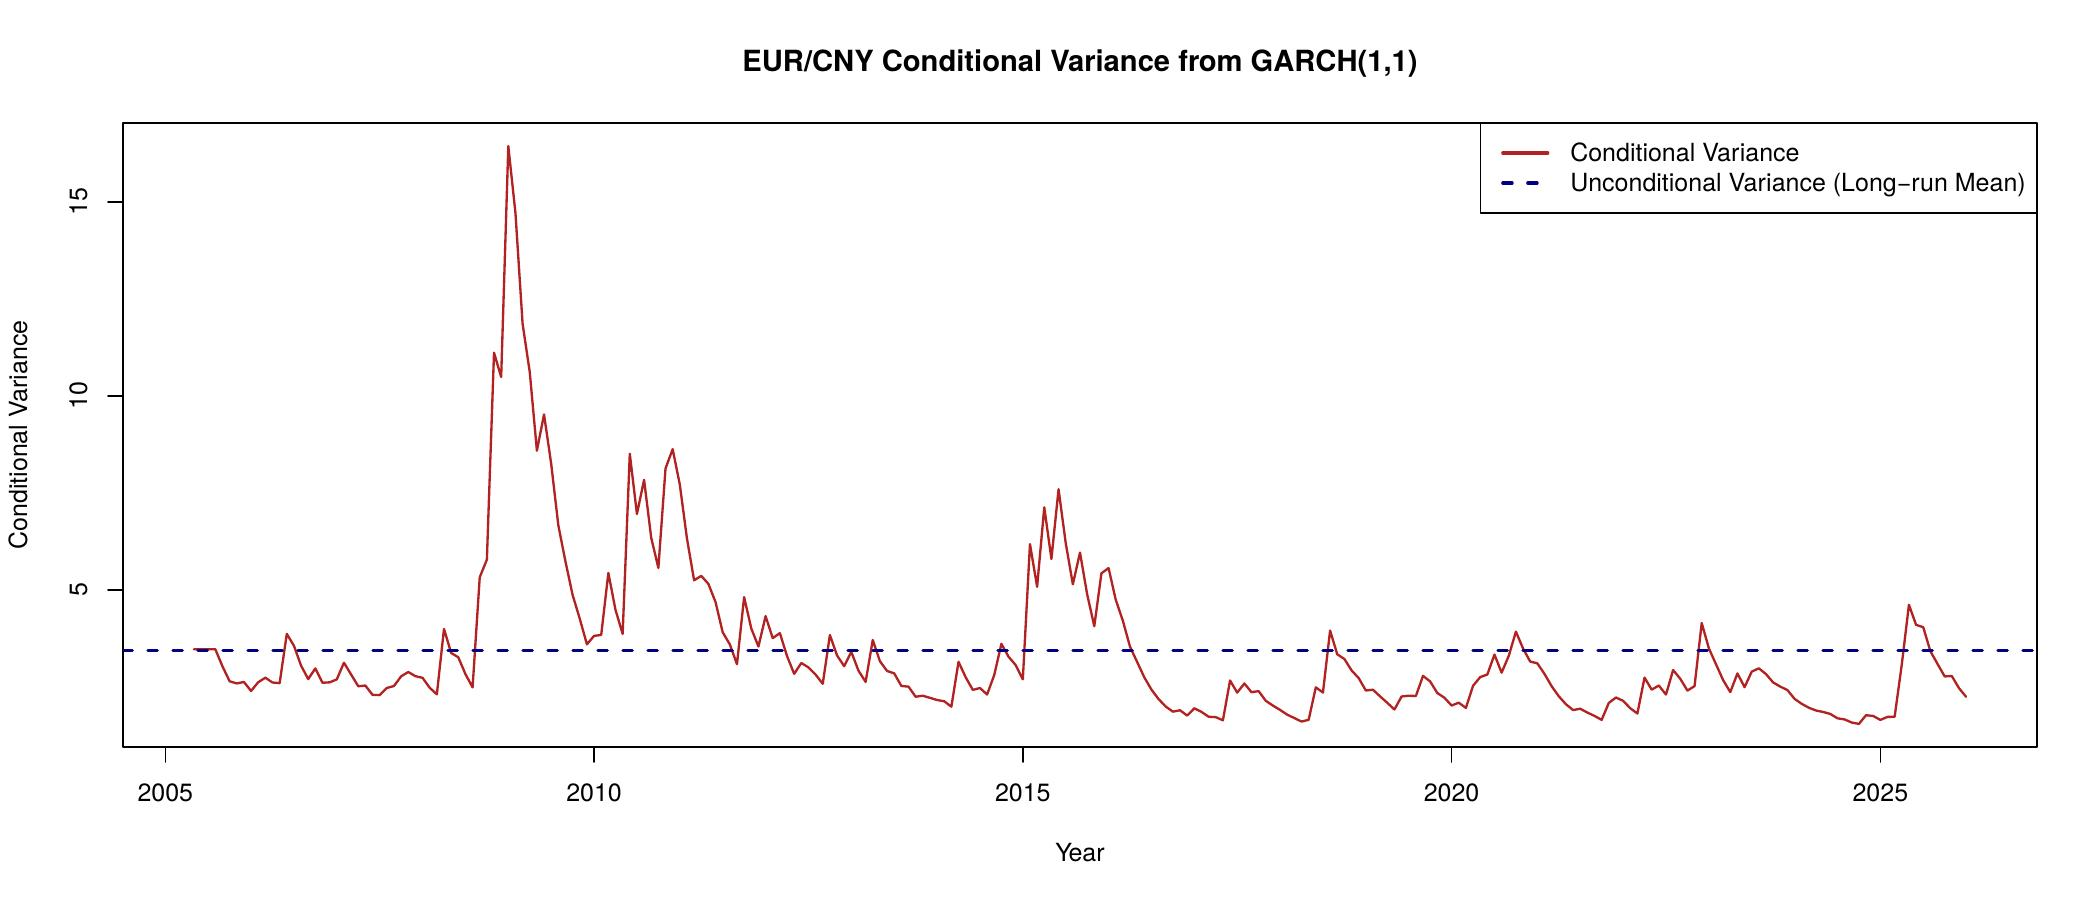 EUR/CNY Conditional Variance from GARCH(1,1)
Conditional Variance
Unconditional Variance (Long−run Mean)
15
10
5
Conditional Variance
2005 2010 2015 2020 2025
Year